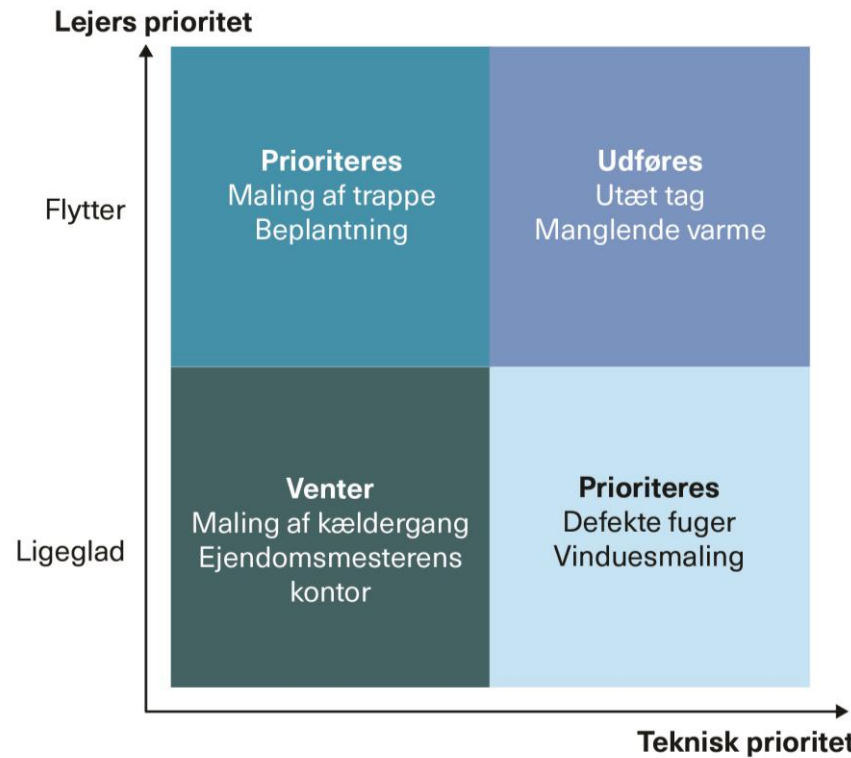 Lejers prioritet
Flytter
Prioriteres
Maling af trappe
Beplantning
Udføres
Utæt tag
Manglende varme
Ligeglad
Venter
Maling af kældergang
Ejendomsmesterens
kontor
Prioriteres
Defekte fuger
Vinduesmaling
Teknisk prioritet